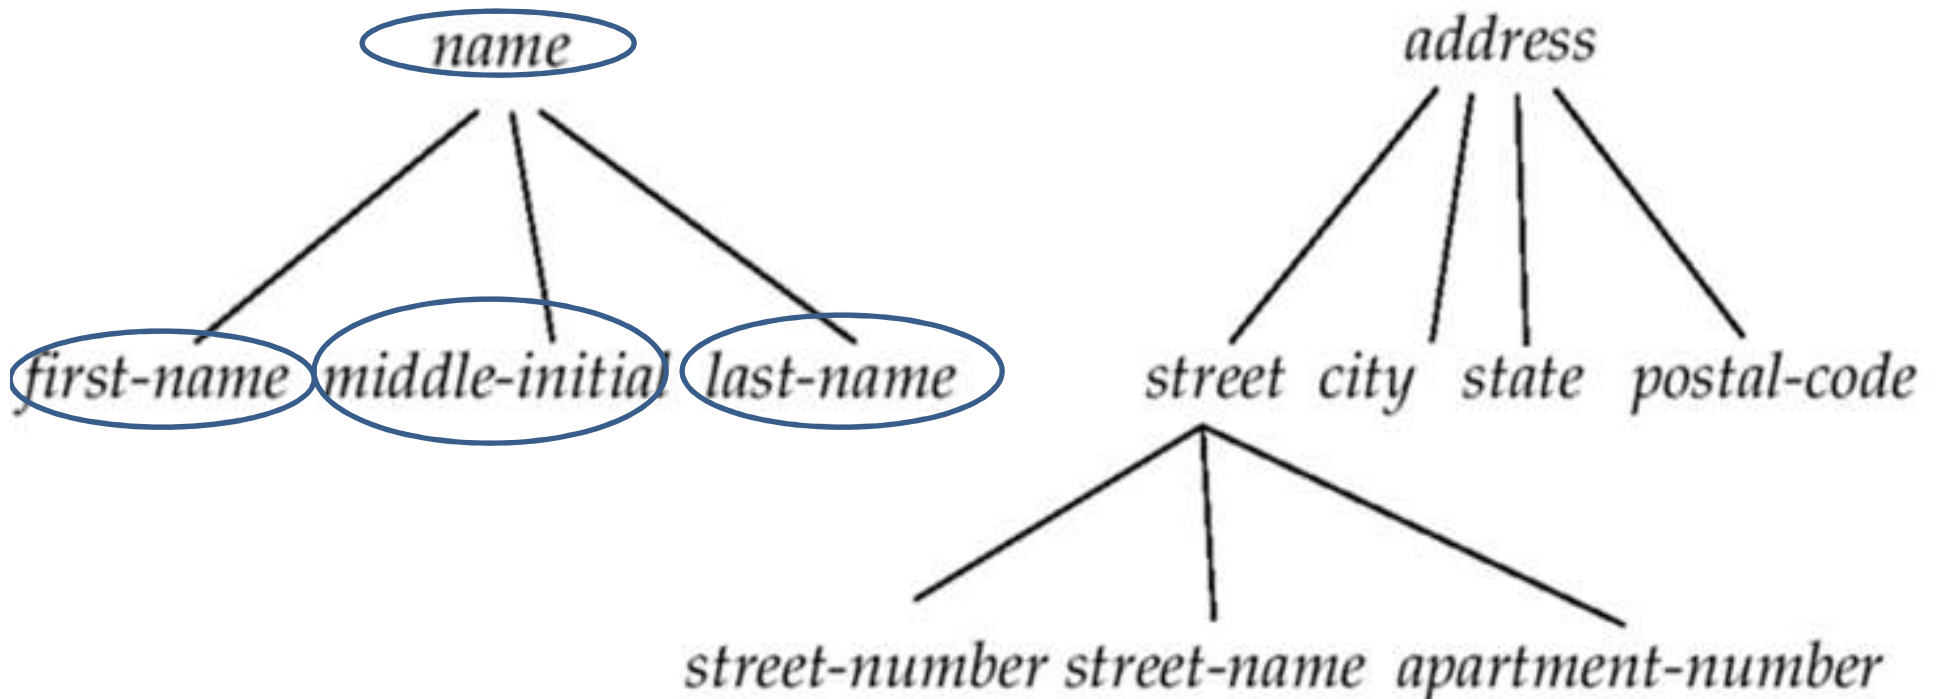 name
address
first-name middle-initial last-name
street city state postal-code
street-number street-name apartment-number